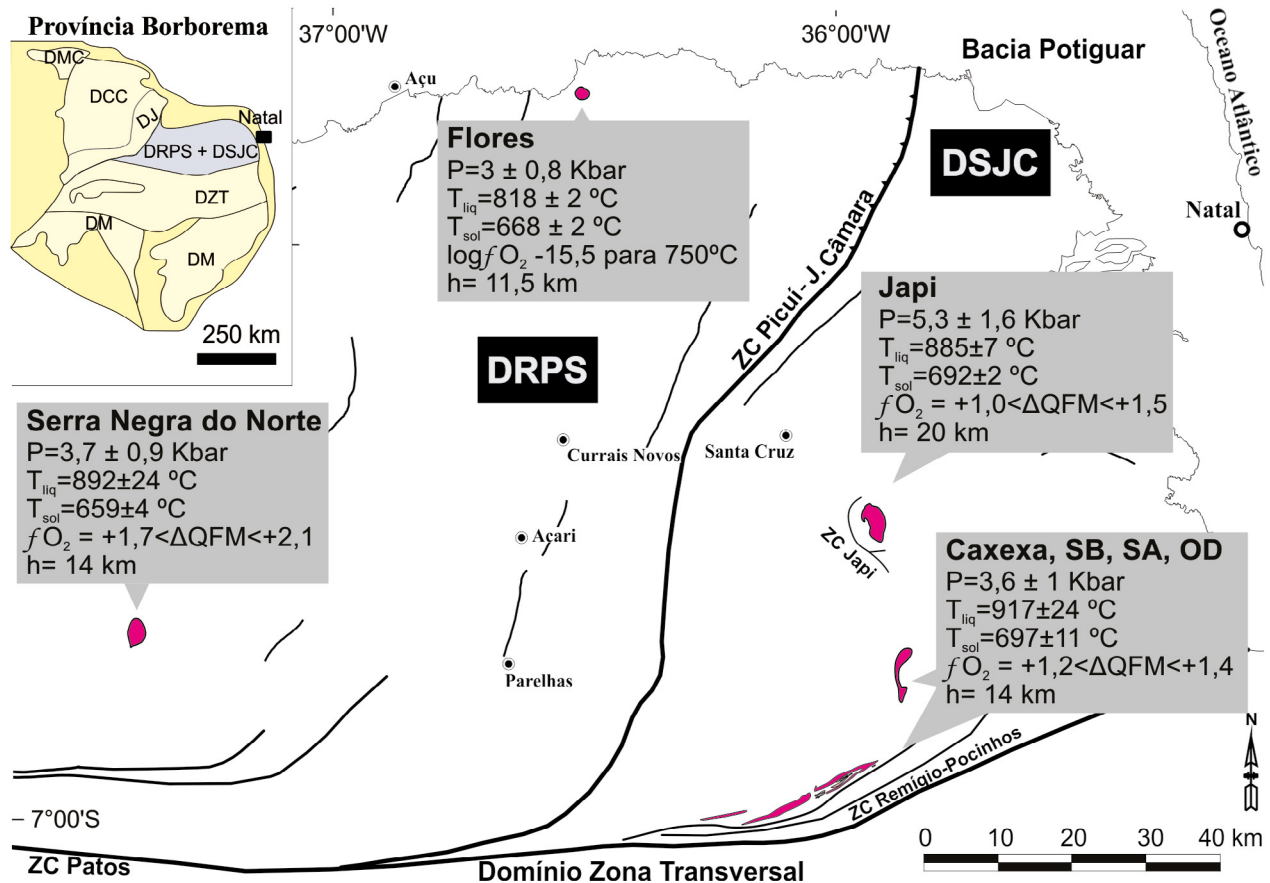 Província Borborema
DMC
DCC
DJ
Natal
DRPS + DSJC
DZT
DM
DM
250 km
37°00'W
36°00'W
Bacia Potiguar
Oceano Atlântico
Açu
Flores
P=3 ± 0,8 Kbar
Tliq=818 ± 2 ºC
Tsol=668 ± 2 ºC
logfO2 -15,5 para 750ºC
h= 11,5 km
DSJC
Natal
ZC Picuí- J. Câmara
Japi
P=5,3 ± 1,6 Kbar
Tliq=885±7 ºC
Tsol=692±2 ºC
fO2 = +1,0<ΔQFM<+1,5
h= 20 km
DRPS
Serra Negra do Norte
P=3,7 ± 0,9 Kbar
Tliq=892±24 ºC
Tsol=659±4 ºC
fO2 = +1,7<ΔQFM<+2,1
h= 14 km
Currais Novos
Santa Cruz
Açari
ZC Japi
Caxexa, SB, SA, OD
P=3,6 ± 1 Kbar
Tliq=917±24 ºC
Tsol=697±11 ºC
fO2 = +1,2<ΔQFM<+1,4
h= 14 km
Parelhas
N
ZC Remígio-Pocinhos
7°00'S
0 10 20 30 40 km
ZC Patos
Domínio Zona Transversal